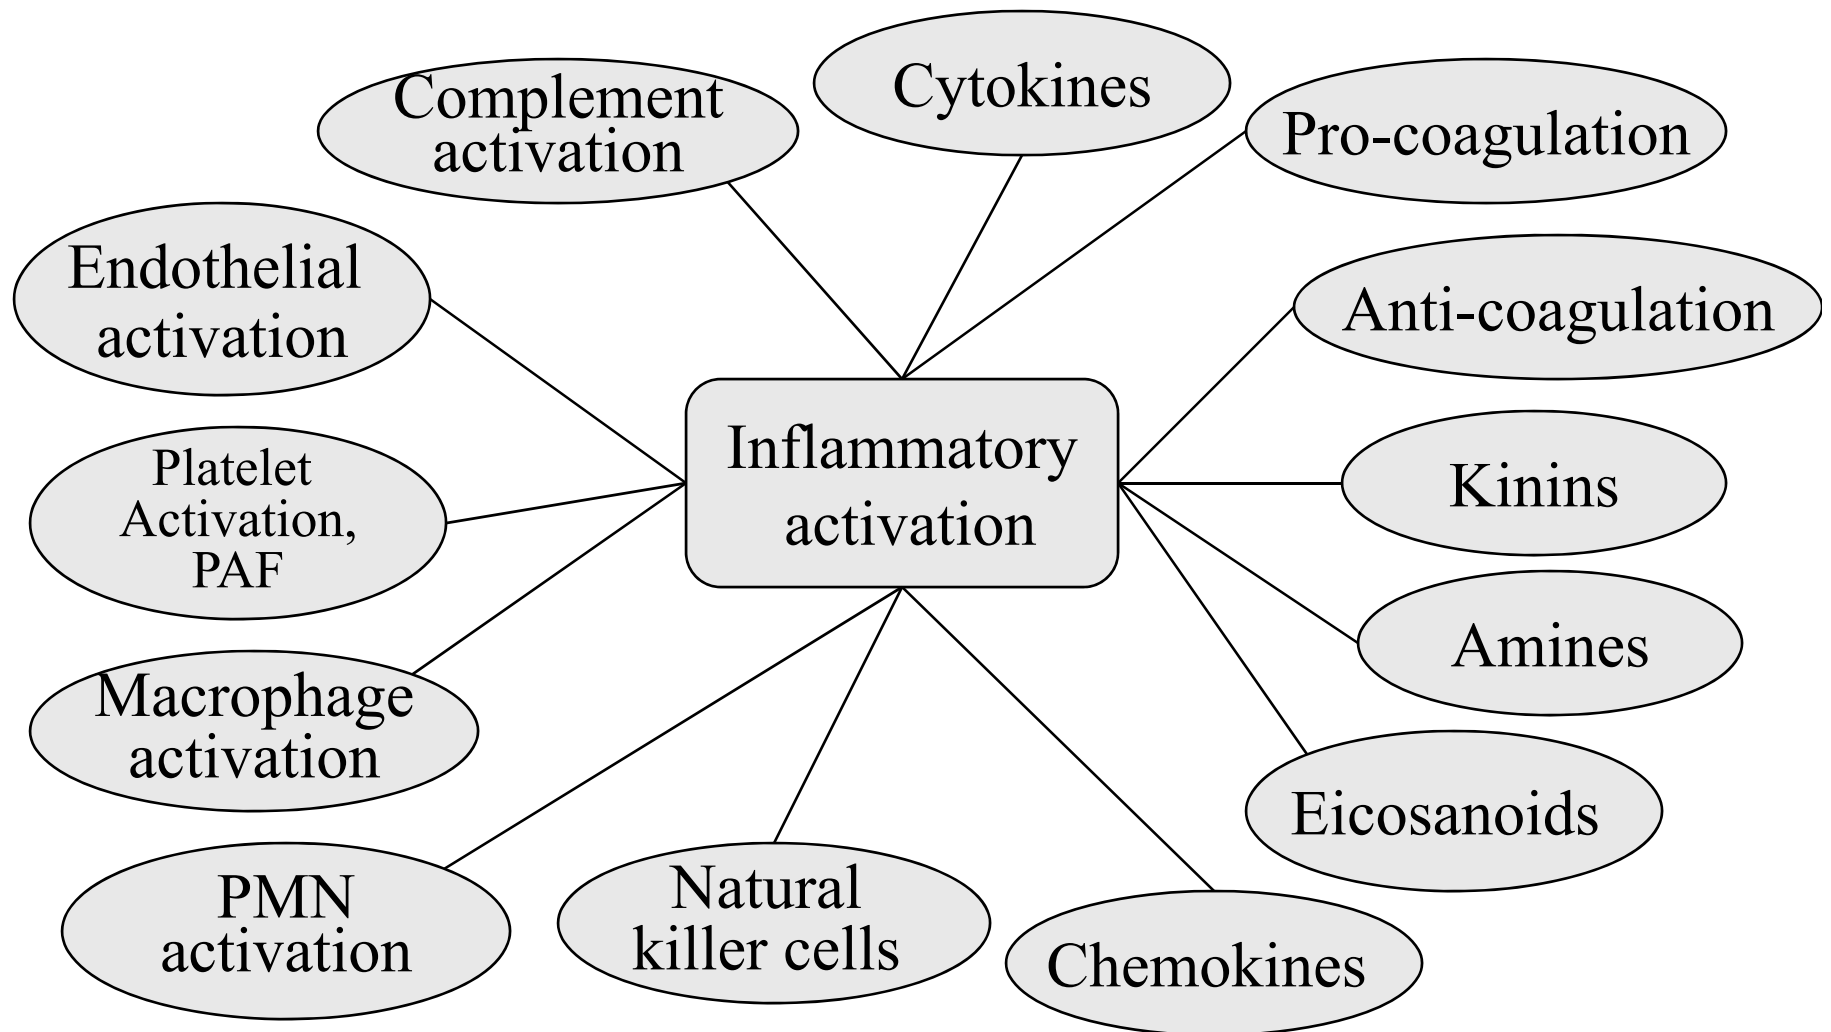 Cytokines
Complement
activation
Pro-coagulation
Endothelial
activation
Anti-coagulation
Inflammatory
activation
Platelet
Activation,
PAF
Kinins
Amines
Macrophage
activation
Eicosanoids
PMN
activation
Natural
killer cells
Chemokines